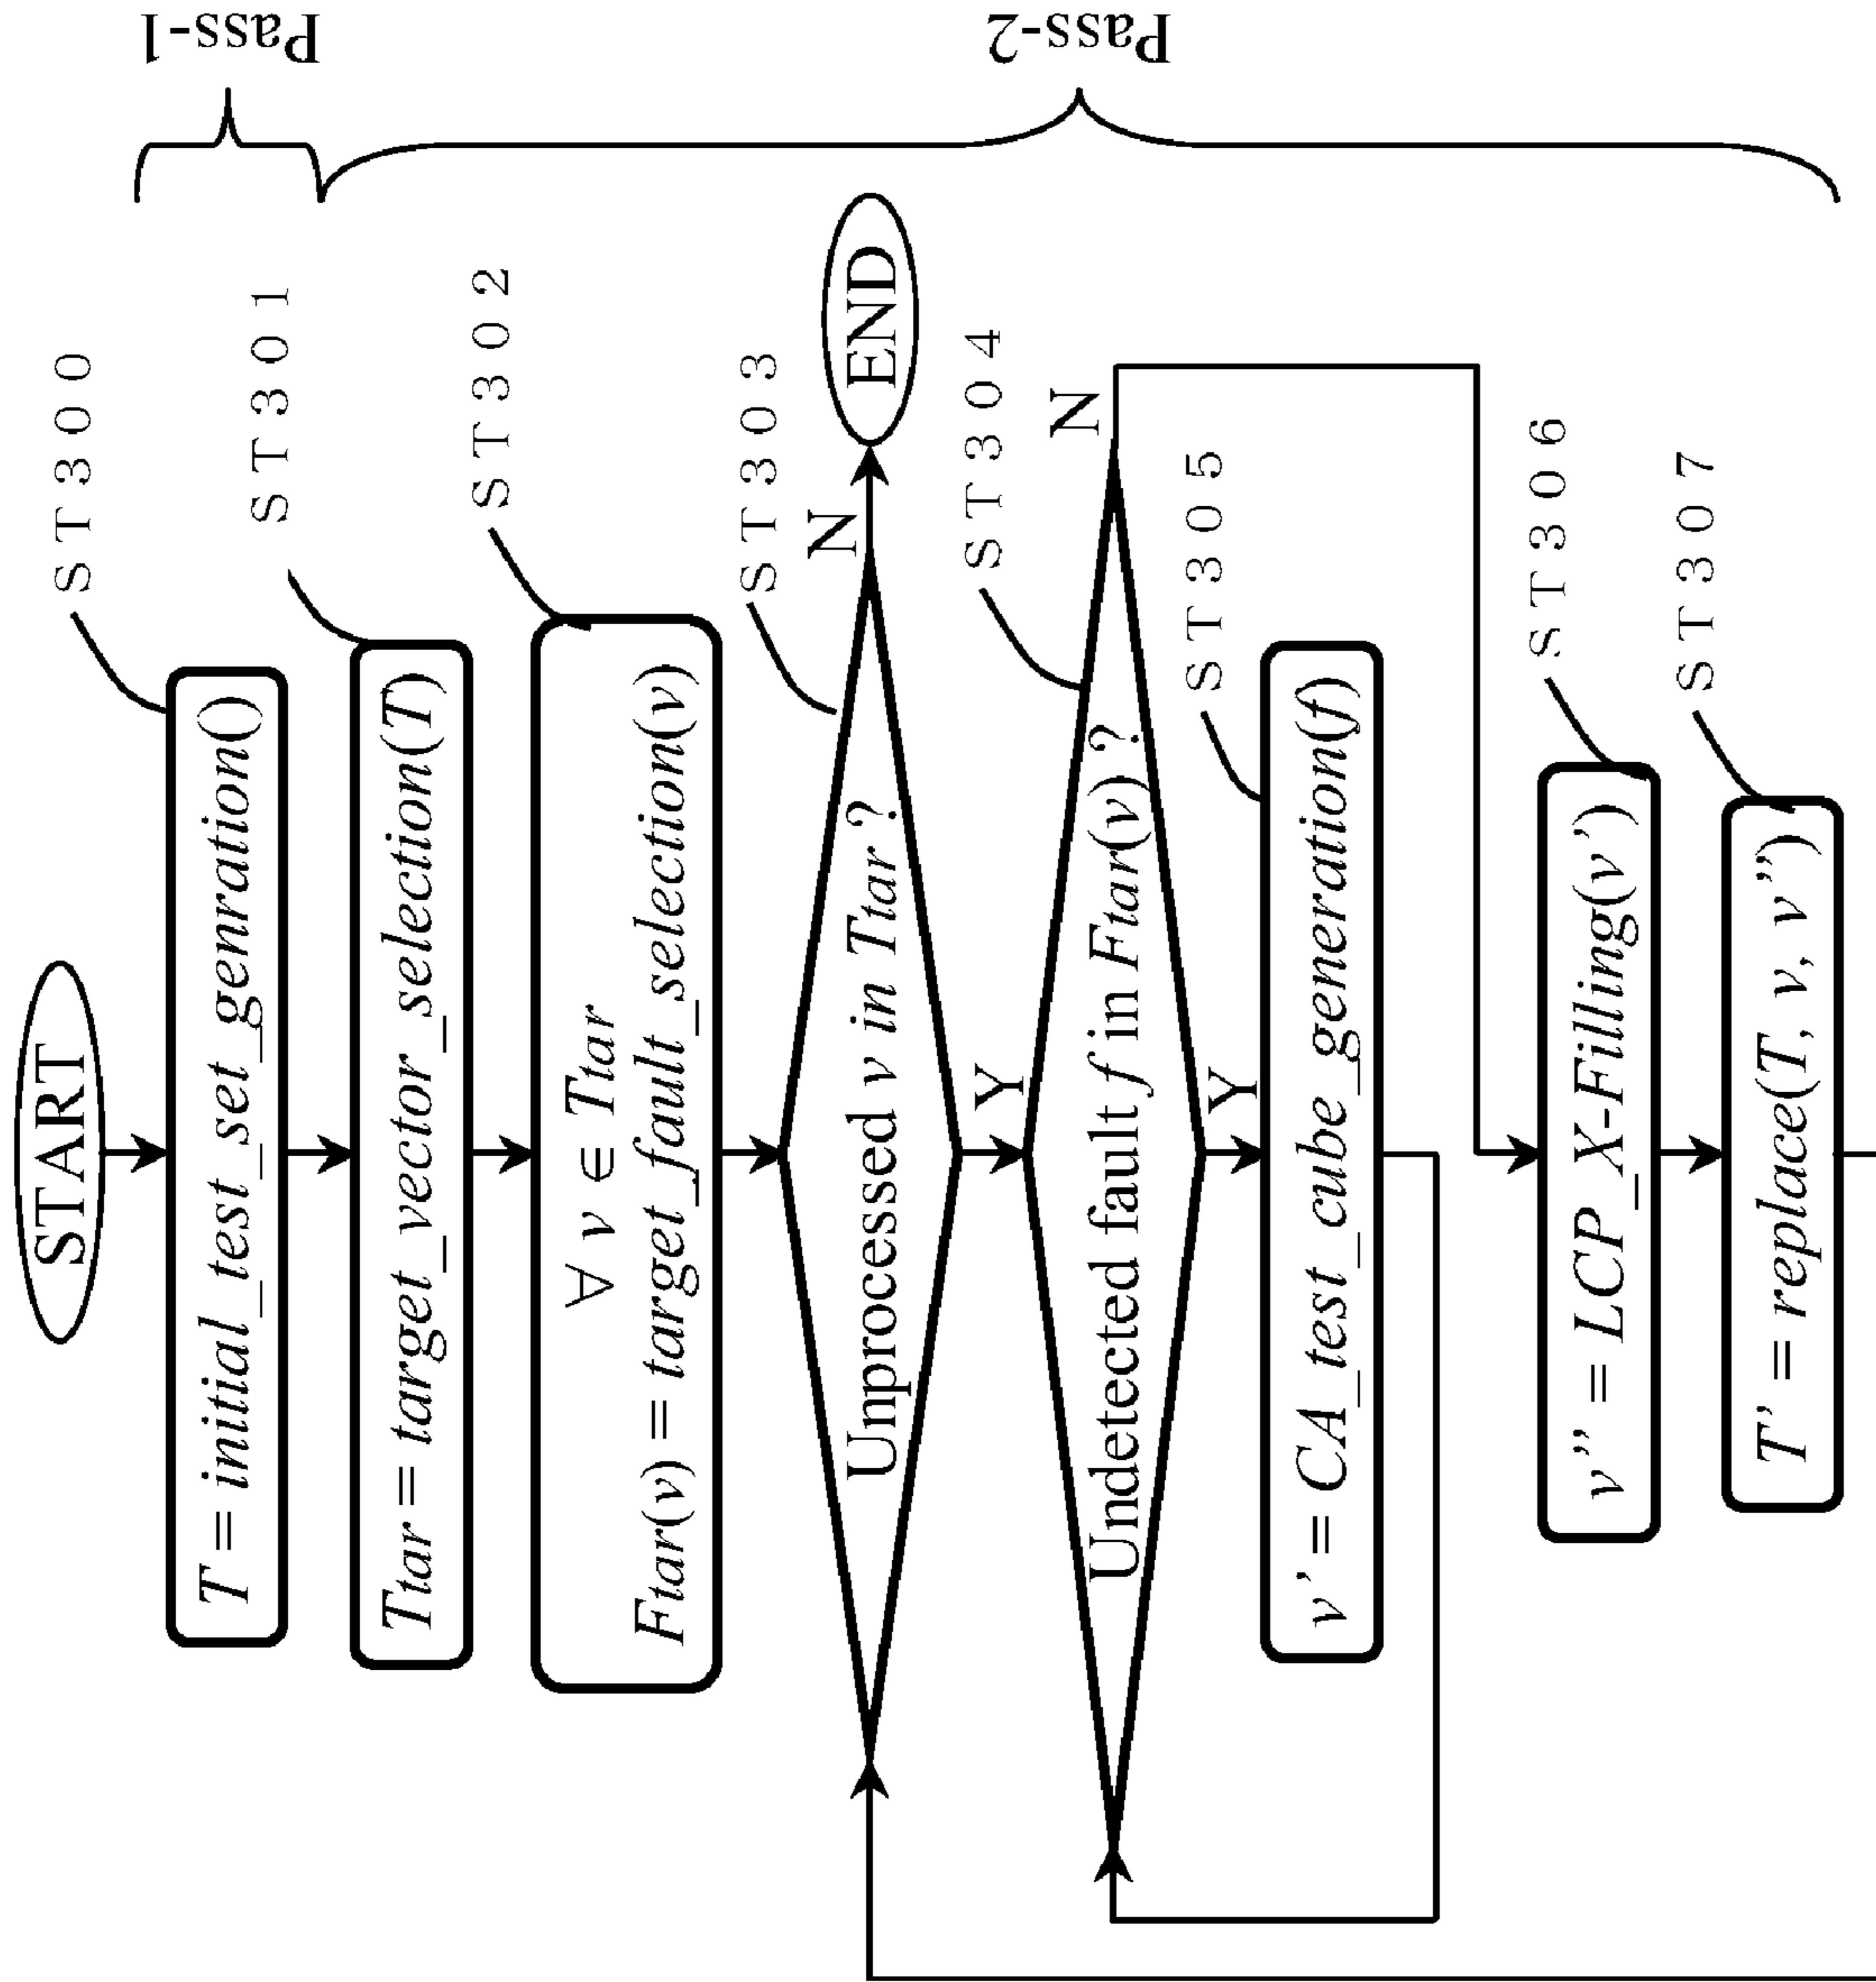 START
ST300
T = initial_test_set_genration()
Pass-1
ST301
Ttar = target_vector_selection(T)
ST302
∀ v ∈ Ttar
Ftar(v) = target_fault_selection(v)
ST303
Unprocessed v in Ttar ?
N
END
Y
ST304
Undetected fault f in Ftar(v) ?
N
Y
ST305
v' = CA_test_cube_generation(f)
ST306
v'' = LCP_X-Filling(v')
ST307
T' = replace(T, v, v'')
Pass-2